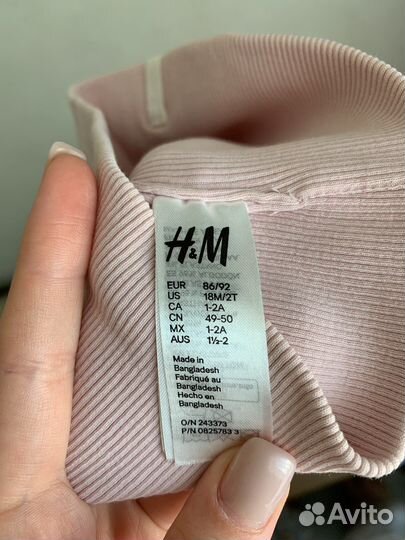 H&M
EUR 86/92
US 18M/2T
CA 1-2A
CN 49-50
MX 1-2A
AUS 1½-2
Made in
Bangladesh
Fabriqué au
Bangladesh
Hecho en
Bangladesh
O/N 243373
P/N 0825783 3
Avito